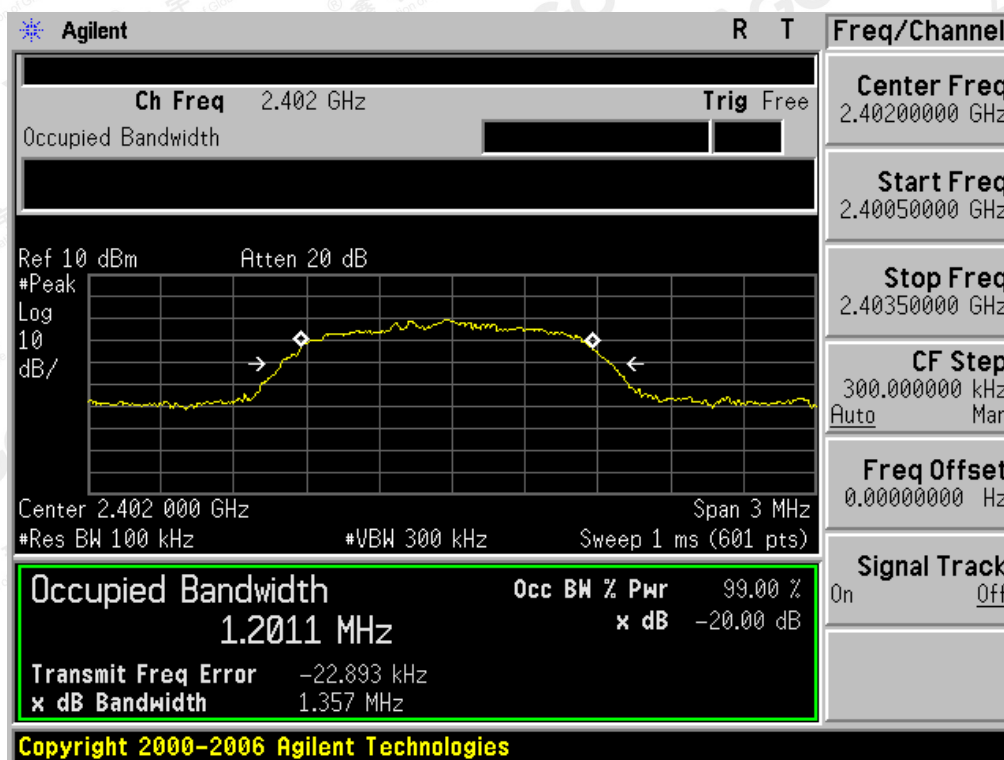 Agilent
R T
Freq/Channel
Ch Freq 2.402 GHz
Trig Free
Occupied Bandwidth
Center Freq
2.40200000 GHz
Start Freq
2.40050000 GHz
Stop Freq
2.40350000 GHz
CF Step
300.000000 kHz
Auto Man
Freq Offset
0.00000000 Hz
Signal Track
On Off
Ref 10 dBm
Atten 20 dB
#Peak
Log
10
dB/
Center 2.402 000 GHz
Span 3 MHz
#Res BW 100 kHz
#VBW 300 kHz
Sweep 1 ms (601 pts)
Occupied Bandwidth
1.2011 MHz
Occ BW % Pwr 99.00 %
x dB -20.00 dB
Transmit Freq Error -22.893 kHz
x dB Bandwidth 1.357 MHz
Copyright 2000-2006 Agilent Technologies